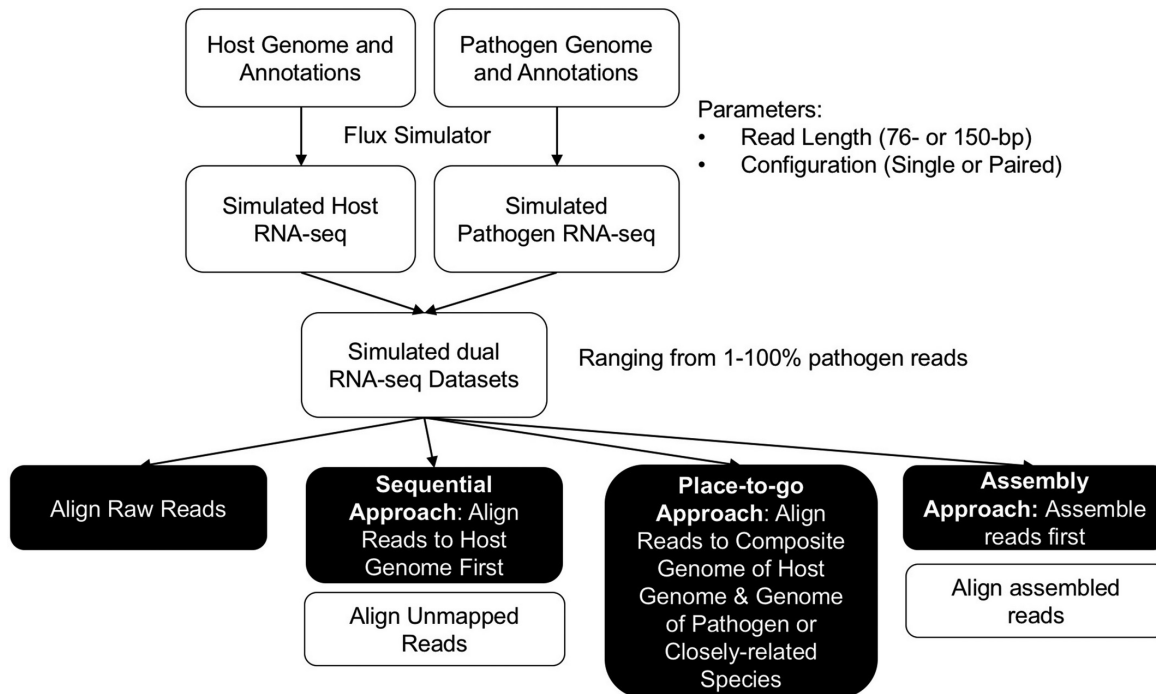 Host Genome and
Annotations
Pathogen Genome
and Annotations
Flux Simulator
Parameters:
• Read Length (76- or 150-bp)
• Configuration (Single or Paired)
Simulated Host
RNA-seq
Simulated
Pathogen RNA-seq
Simulated dual
RNA-seq Datasets
Ranging from 1-100% pathogen reads
Align Raw Reads
Sequential
Approach: Align
Reads to Host
Genome First
Align Unmapped
Reads
Place-to-go
Approach: Align
Reads to Composite
Genome of Host
Genome & Genome
of Pathogen or
Closely-related
Species
Assembly
Approach: Assemble
reads first
Align assembled
reads